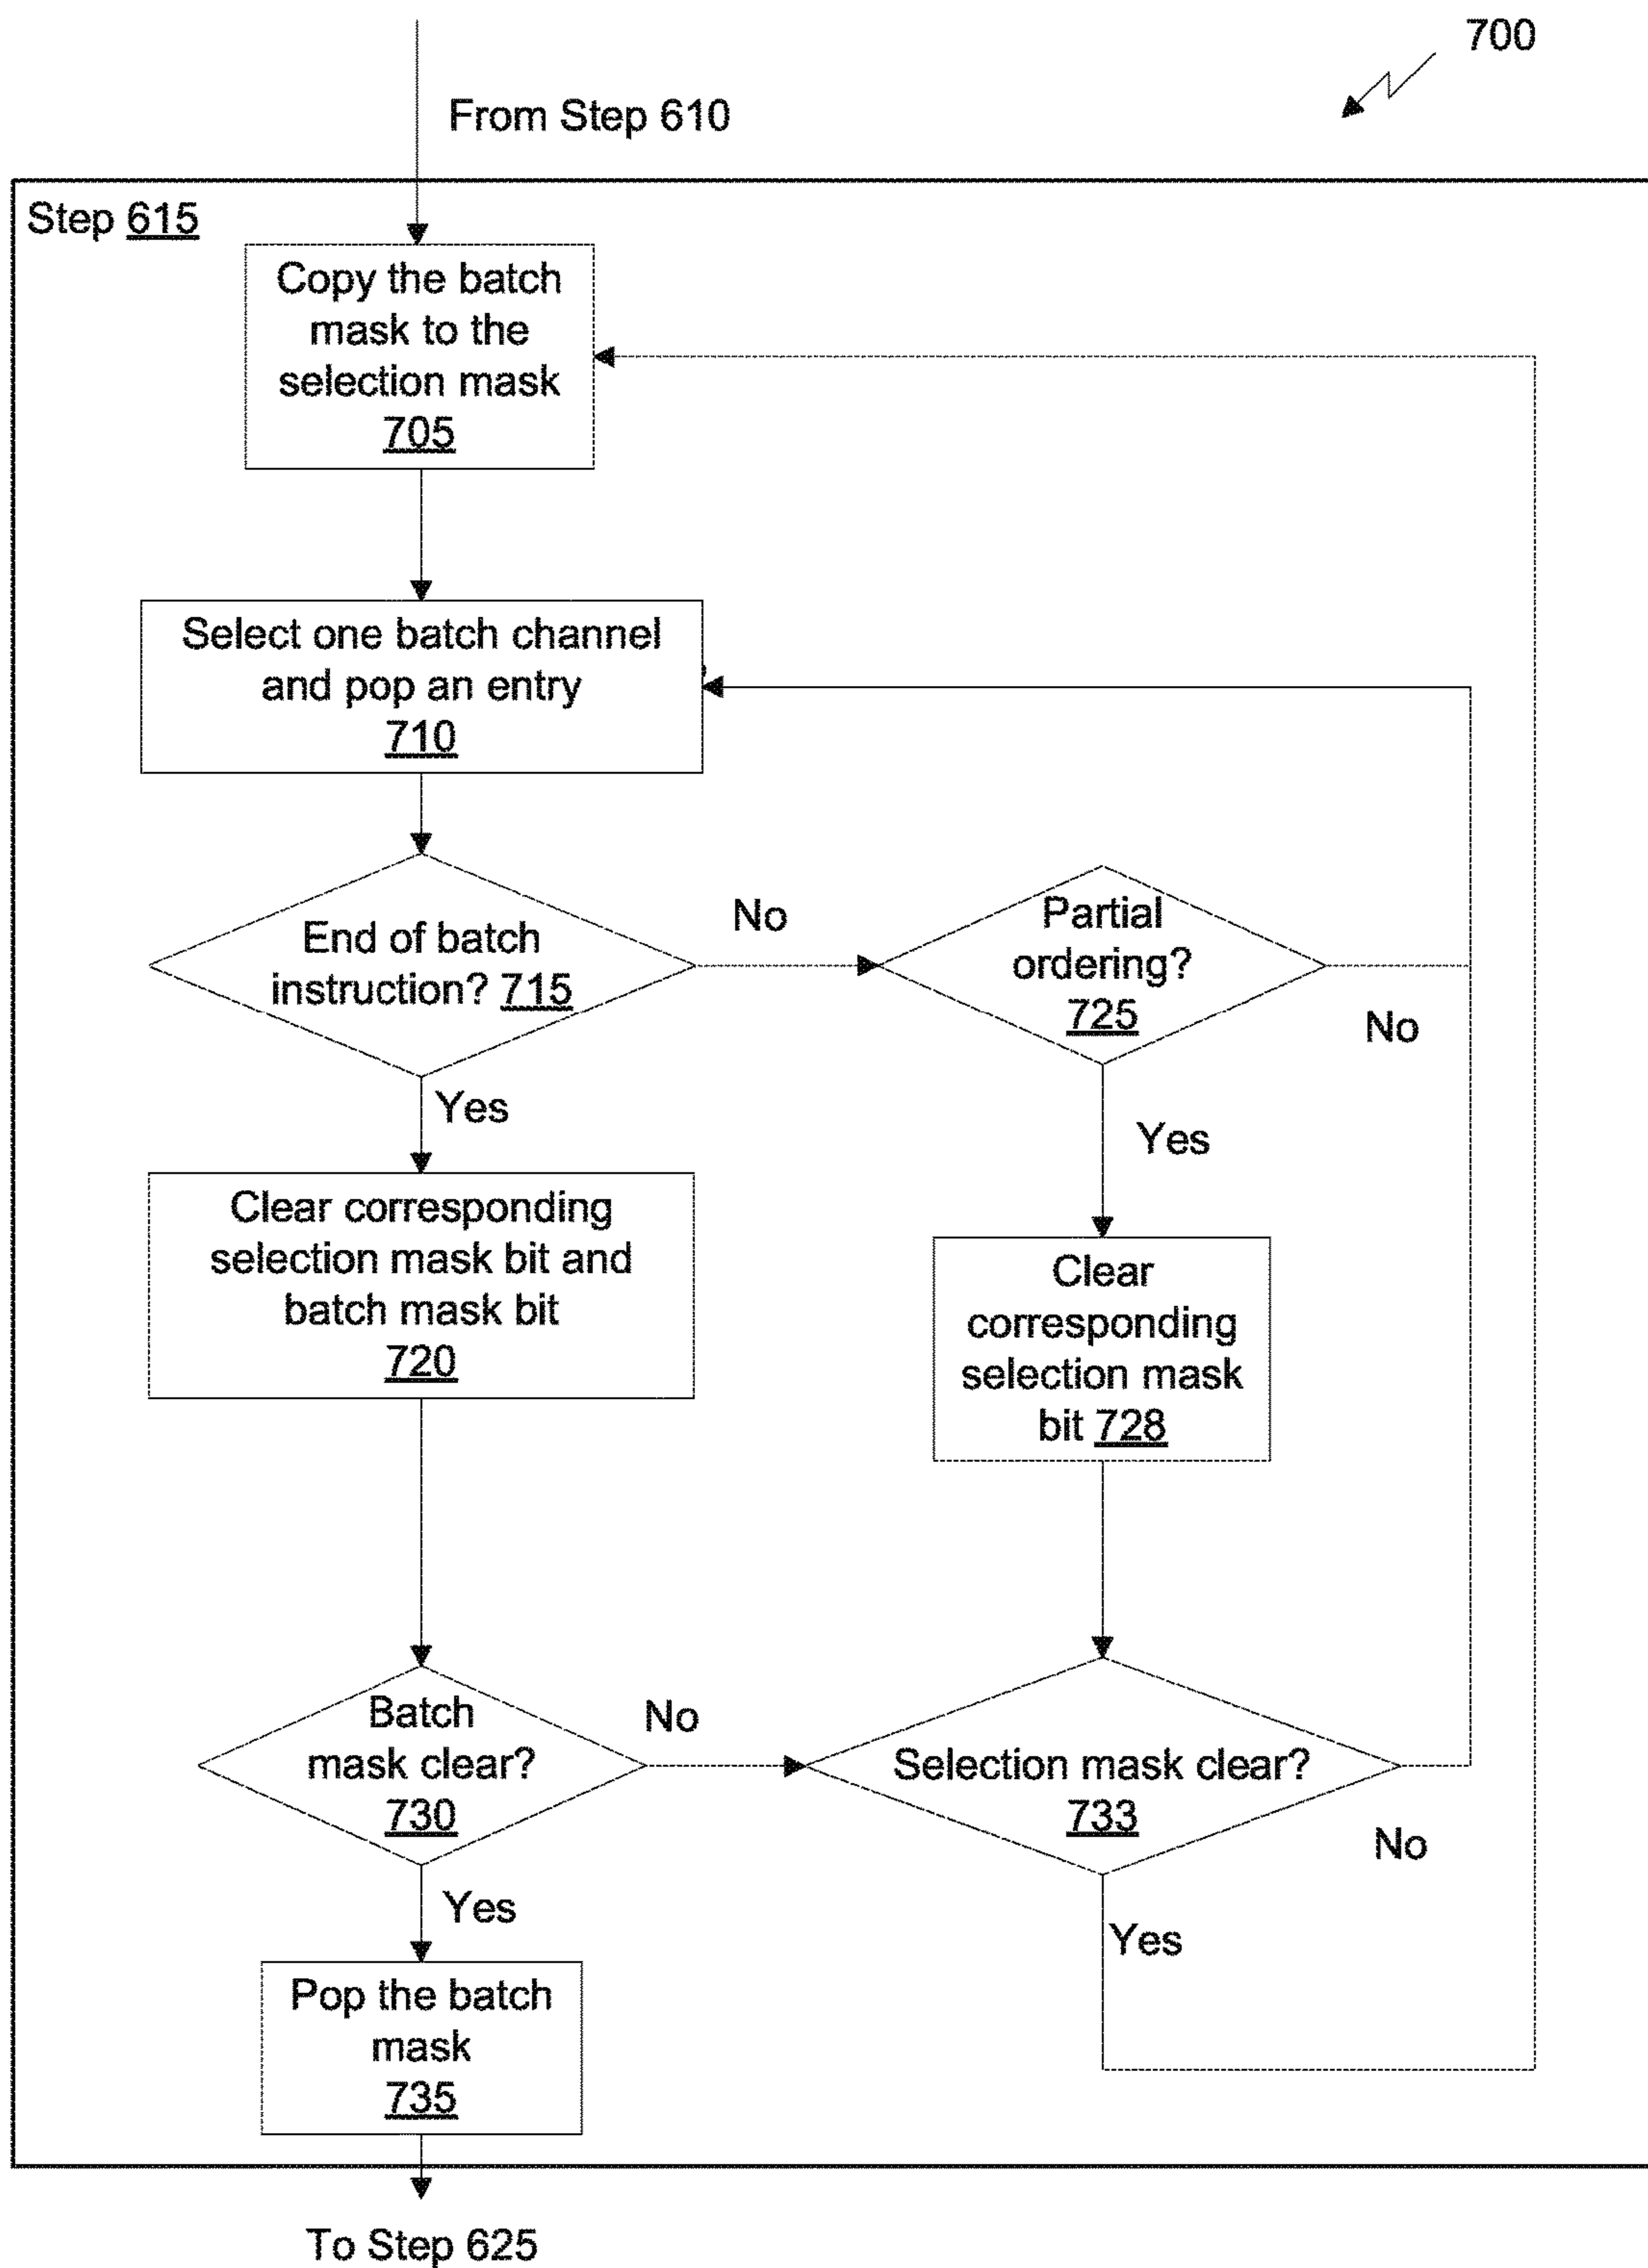 700
From Step 610
Step 615
Copy the batch
mask to the
selection mask
705
Select one batch channel
and pop an entry
710
End of batch
instruction? 715
No
Partial
ordering?
725
No
Yes
Yes
Clear corresponding
selection mask bit and
batch mask bit
720
Clear
corresponding
selection mask
bit 728
Batch
mask clear?
730
No
Selection mask clear?
733
No
Yes
Yes
Pop the batch
mask
735
To Step 625